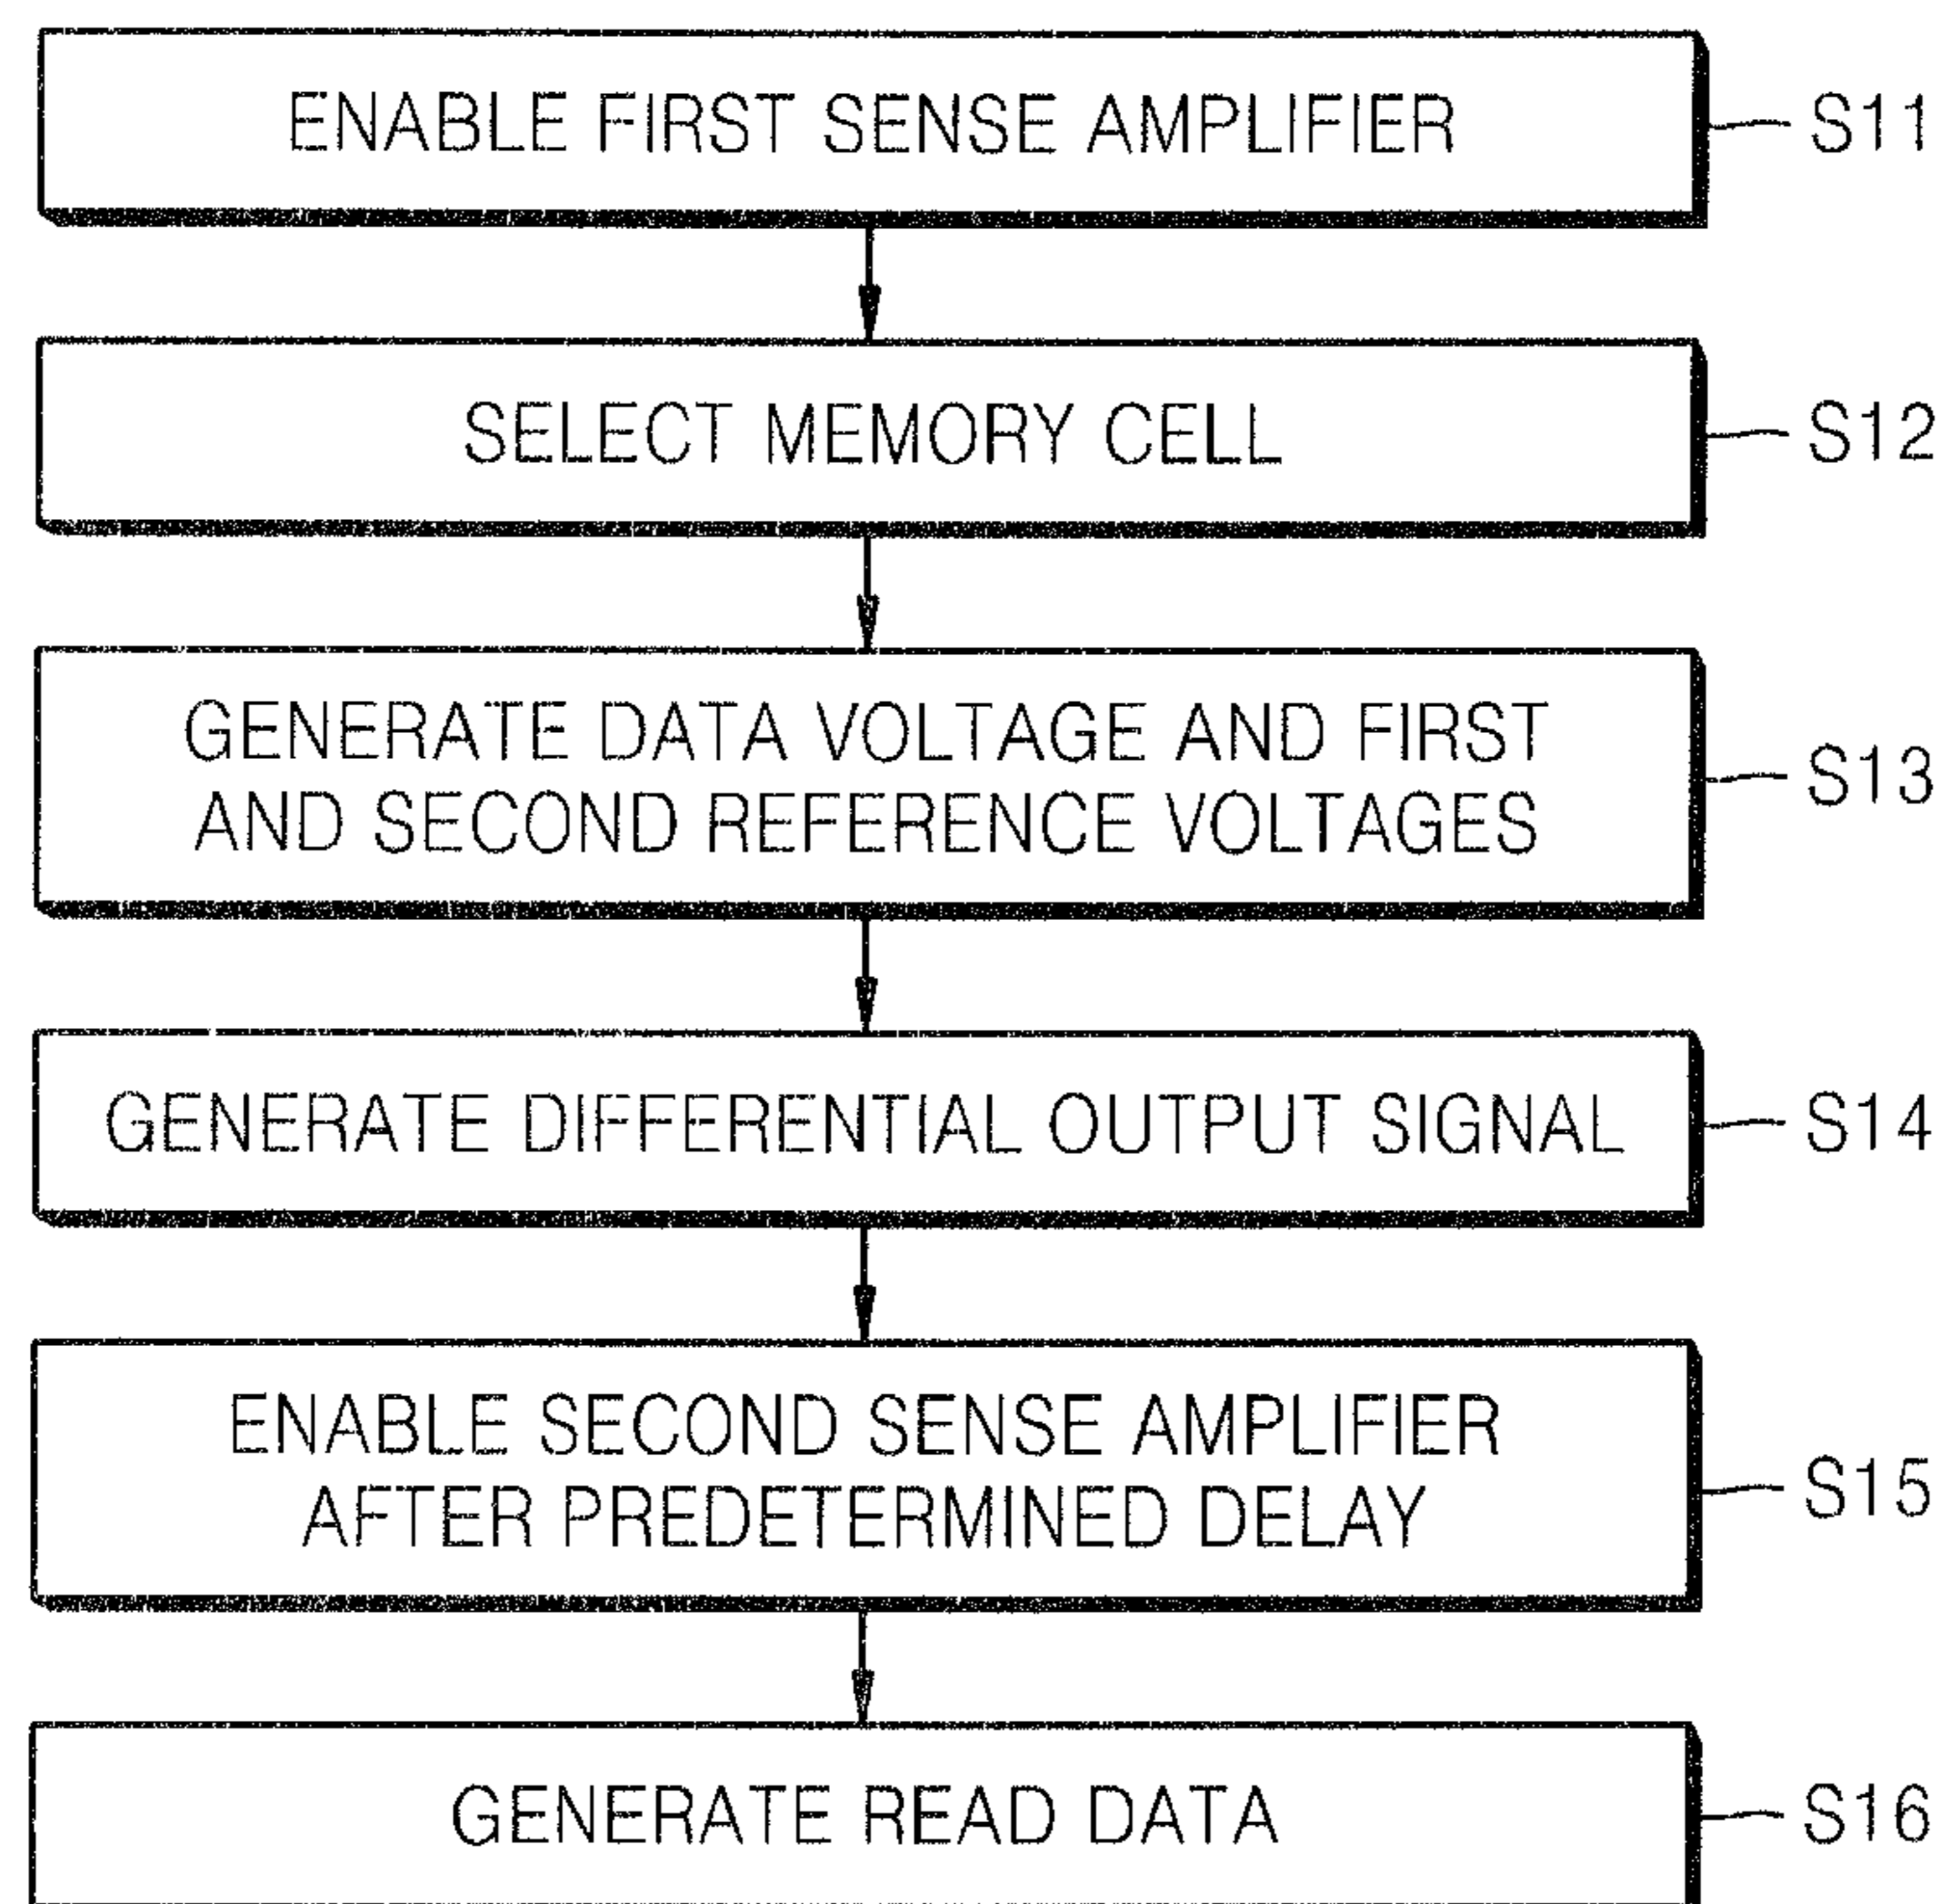 ENABLE FIRST SENSE AMPLIFIER
S11
SELECT MEMORY CELL
S12
GENERATE DATA VOLTAGE AND FIRST
AND SECOND REFERENCE VOLTAGES
S13
GENERATE DIFFERENTIAL OUTPUT SIGNAL
S14
ENABLE SECOND SENSE AMPLIFIER
AFTER PREDETERMINED DELAY
S15
GENERATE READ DATA
S16